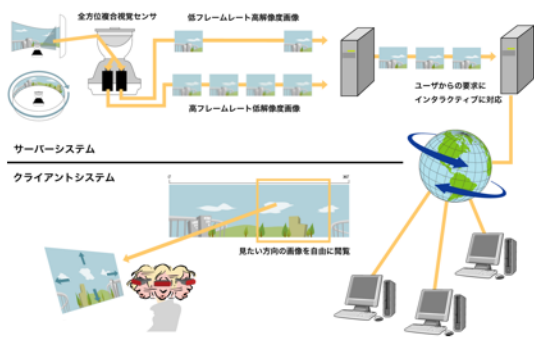 全方位複合視覚センサ
低フレームレート高解像度画像
高フレームレート低解像度画像
ユーザからの要求に
インタラクティブに対応
サーバーシステム
クライアントシステム
0°
360°
見たい方向の画像を自由に閲覧